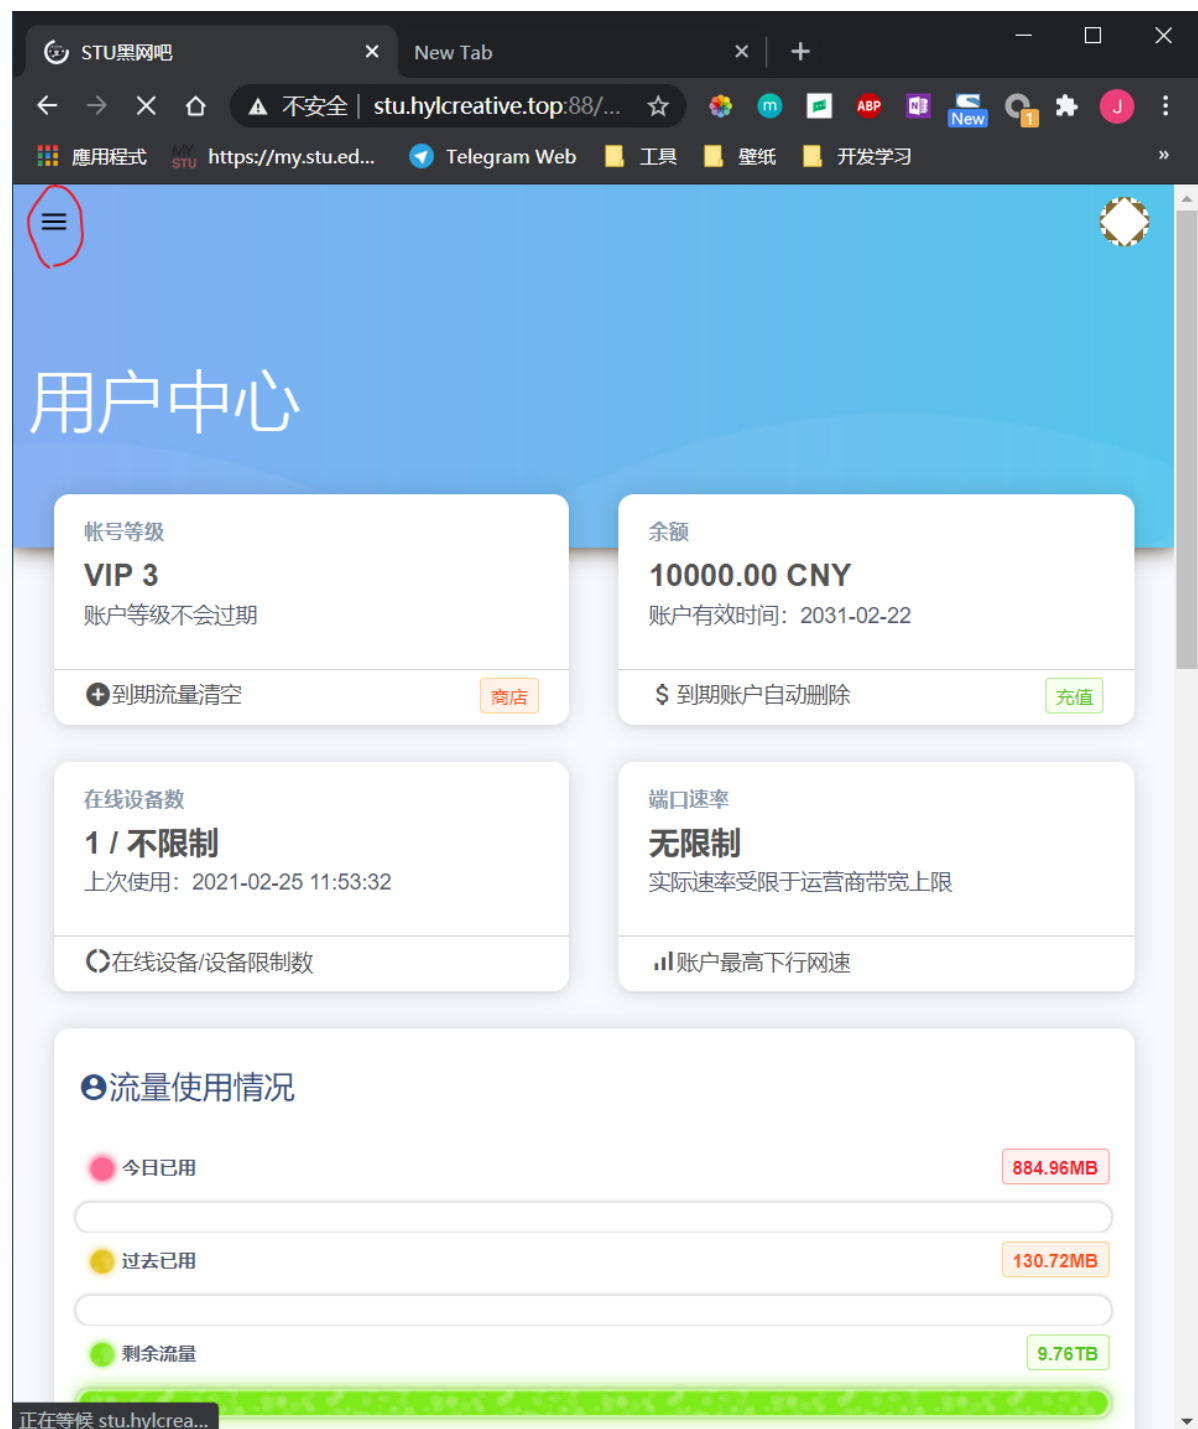 STU黑网吧
New Tab
不安全 | stu.hylcreative.top:88/...
m
ABP
N
New
1
J
應用程式
MY STU
https://my.stu.ed...
Telegram Web
工具
壁纸
开发学习
»
用户中心
帐号等级
VIP 3
账户等级不会过期
到期流量清空
商店
余额
10000.00 CNY
账户有效时间：2031-02-22
$ 到期账户自动删除
充值
在线设备数
1 / 不限制
上次使用：2021-02-25 11:53:32
在线设备/设备限制数
端口速率
无限制
实际速率受限于运营商带宽上限
账户最高下行网速
流量使用情况
今日已用
884.96MB
过去已用
130.72MB
剩余流量
9.76TB
正在等候 stu.hylcrea...